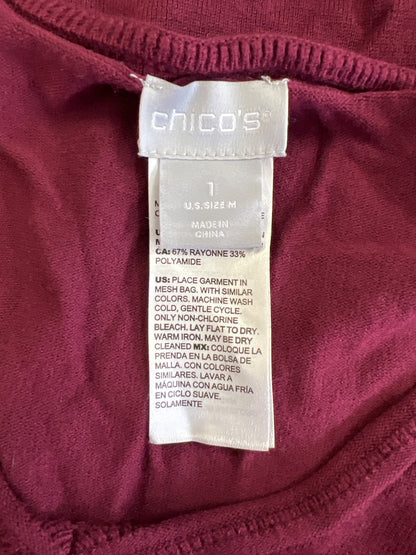 chico's®
1
U.S. SIZE M
MADE IN
CHINA
CA: 67% RAYONNE 33%
POLYAMIDE
US: PLACE GARMENT IN
MESH BAG. WITH SIMILAR
COLORS. MACHINE WASH
COLD, GENTLE CYCLE.
ONLY NON-CHLORINE
BLEACH. LAY FLAT TO DRY.
WARM IRON. MAY BE DRY
CLEANED MX: COLOQUE LA
PRENDA EN LA BOLSA DE
MALLA. CON COLORES
SIMILARES. LAVAR A
MÁQUINA CON AGUA FRÍA
EN CICLO SUAVE.
SOLAMENTE